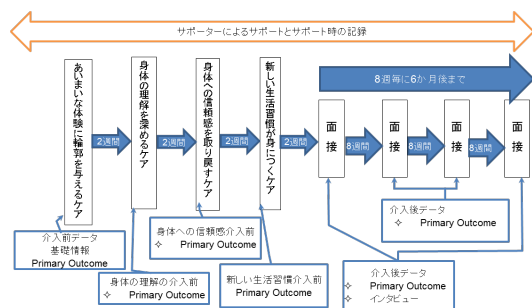 サポーターによるサポートとサポート時の記録
8週毎に6か月後まで
あいまいな体験に輪郭を与えるケア
2週間
身体の理解を深めるケア
2週間
身体への信頼感を取り戻すケア
2週間
新しい生活習慣が身につくケア
2週間
面接
8週間
面接
8週間
面接
8週間
面接
介入前データ
基礎情報
Primary Outcome
身体の理解の介入前
✧ Primary Outcome
身体への信頼感介入前
✧ Primary Outcome
新しい生活習慣介入前
Primary Outcome
介入後データ
✧ Primary Outcome
介入後データ
✧ Primary Outcome
✧ インタビュー